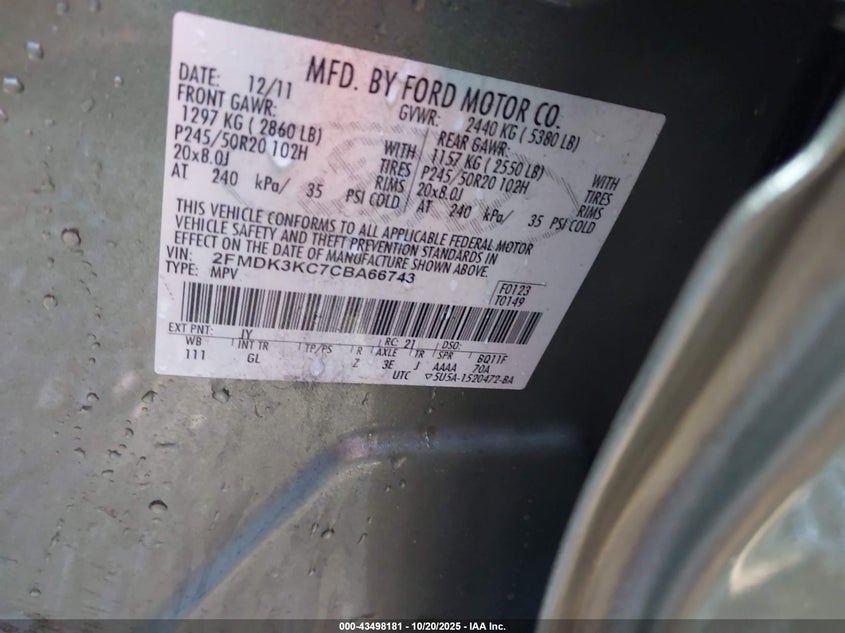 MFD. BY FORD MOTOR CO.
DATE: 12/11
GVWR: 2440 KG ( 5380 LB)
FRONT GAWR:
1297 KG ( 2860 LB)
P245/50R20 102H
20x8.0J
AT 240 kPa/ 35 PSI COLD
WITH
TIRES
RIMS
REAR GAWR:
1157 KG ( 2550 LB)
P245/50R20 102H
20x8.0J
AT 240 kPa/ 35 PSI COLD
WITH
TIRES
RIMS
THIS VEHICLE CONFORMS TO ALL APPLICABLE FEDERAL MOTOR
VEHICLE SAFETY AND THEFT PREVENTION STANDARDS IN
EFFECT ON THE DATE OF MANUFACTURE SHOWN ABOVE.
VIN: 2FMDK3KC7CBA66743
TYPE: MPV
F0123
T0149
EXT PNT: JY RC: 21 DSO:
WB INT TR TP/PS R AXLE TR SPR BQ11F
111 GL Z 3E J AAAA 70A
UTC ▽5U5A-1520472-BA
000-43498181 - 10/20/2025 - IAA Inc.